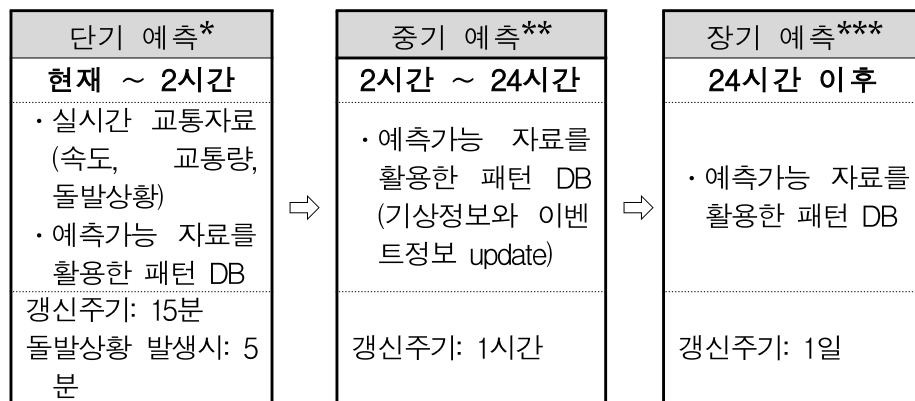 단기 예측*
현재 ~ 2시간
· 실시간 교통자료
(속도, 교통량,
돌발상황)
· 예측가능 자료를
활용한 패턴 DB
갱신주기: 15분
돌발상황 발생시: 5
분
⇨
중기 예측**
2시간 ~ 24시간
· 예측가능 자료를
활용한 패턴 DB
(기상정보와 이벤
트정보 update)
갱신주기: 1시간
⇨
장기 예측***
24시간 이후
· 예측가능 자료를
활용한 패턴 DB
갱신주기: 1일